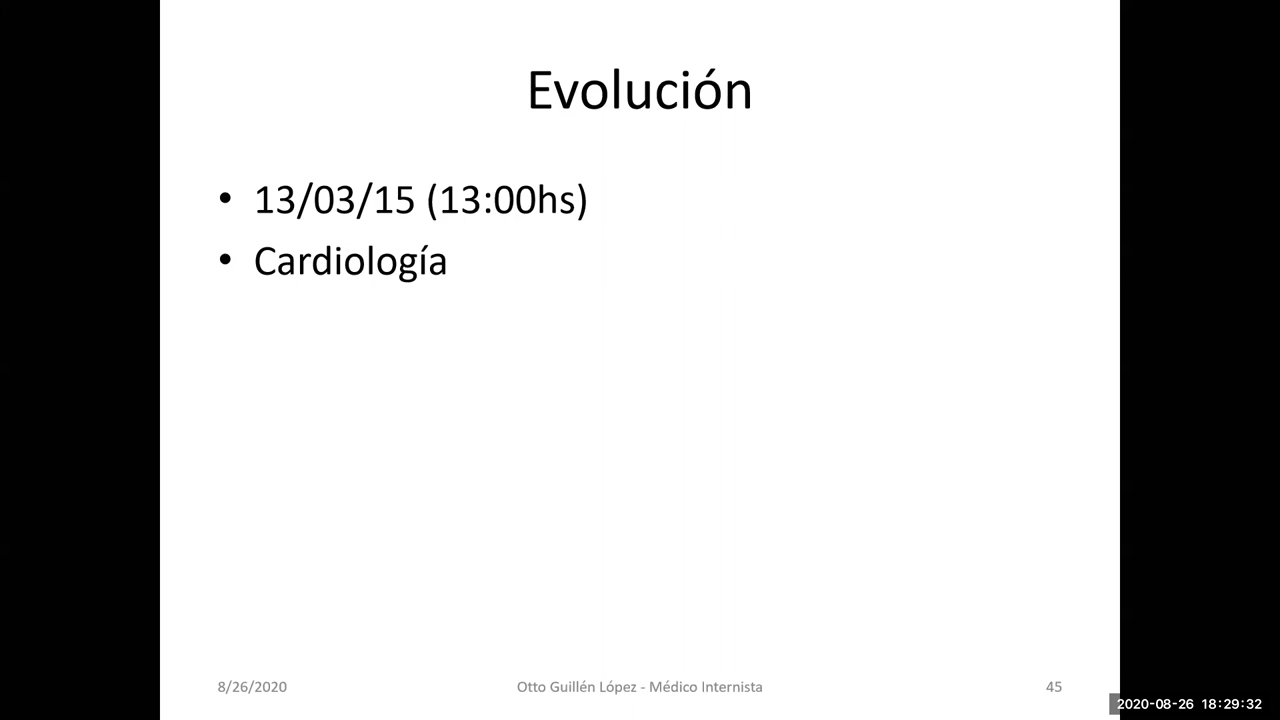 Evolución
• 13/03/15 (13:00hs)
• Cardiología
8/26/2020
Otto Guillén López - Médico Internista
45
2020-08-26 18:29:32